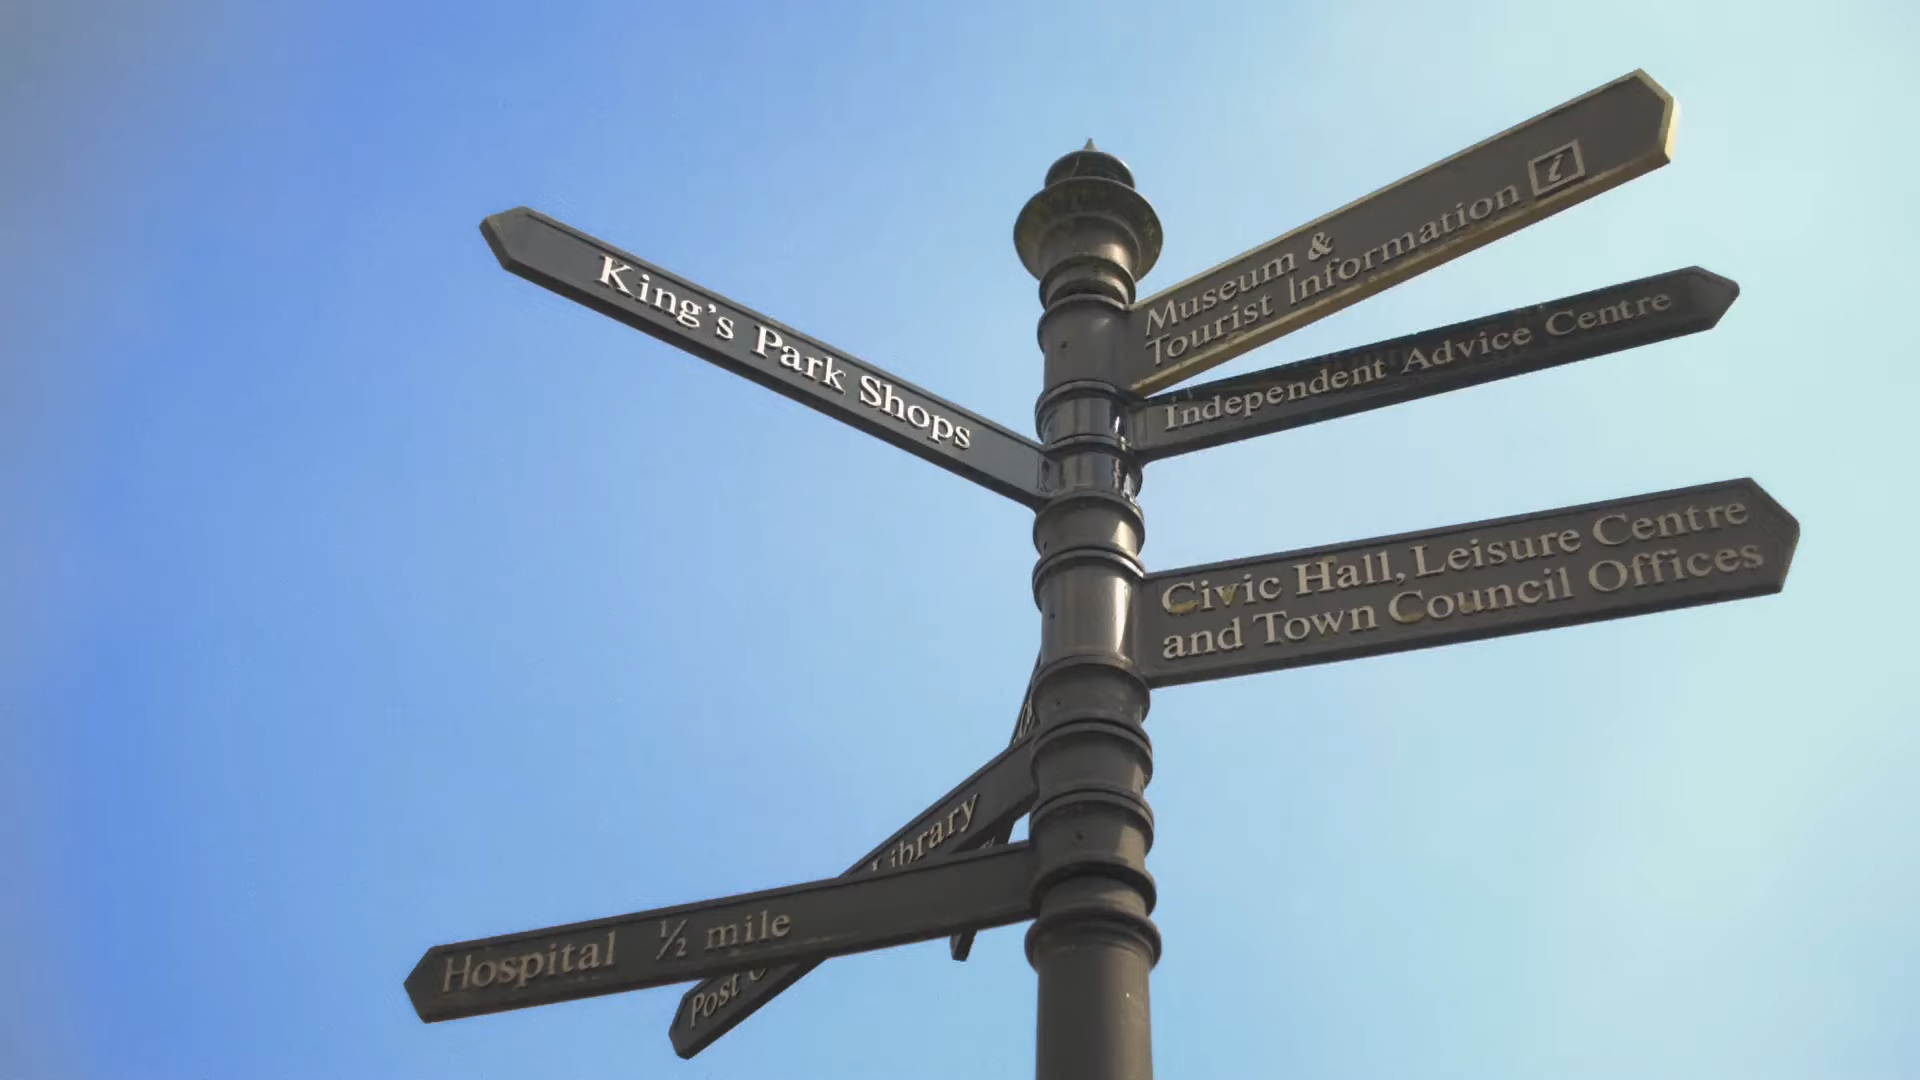 Museum &
Tourist Information i
King's Park Shops
Independent Advice Centre
Civic Hall, Leisure Centre
and Town Council Offices
Library
Hospital ½ mile
Post